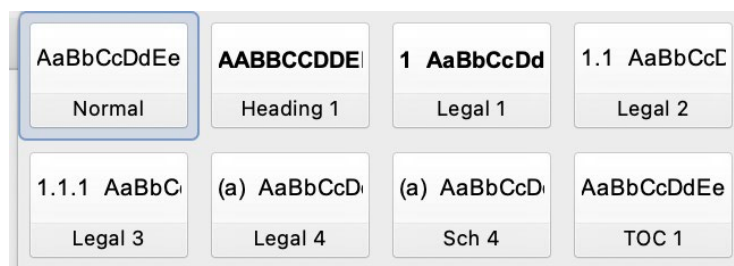 AaBbCcDdEe AABBCCDDE 1 AaBbCcDd 1.1 AaBbCc
Normal Heading 1 Legal 1 Legal 2
1.1.1 AaBbC (a) AaBbCcD (a) AaBbCcD AaBbCcDdEe
Legal 3 Legal 4 Sch 4 TOC 1